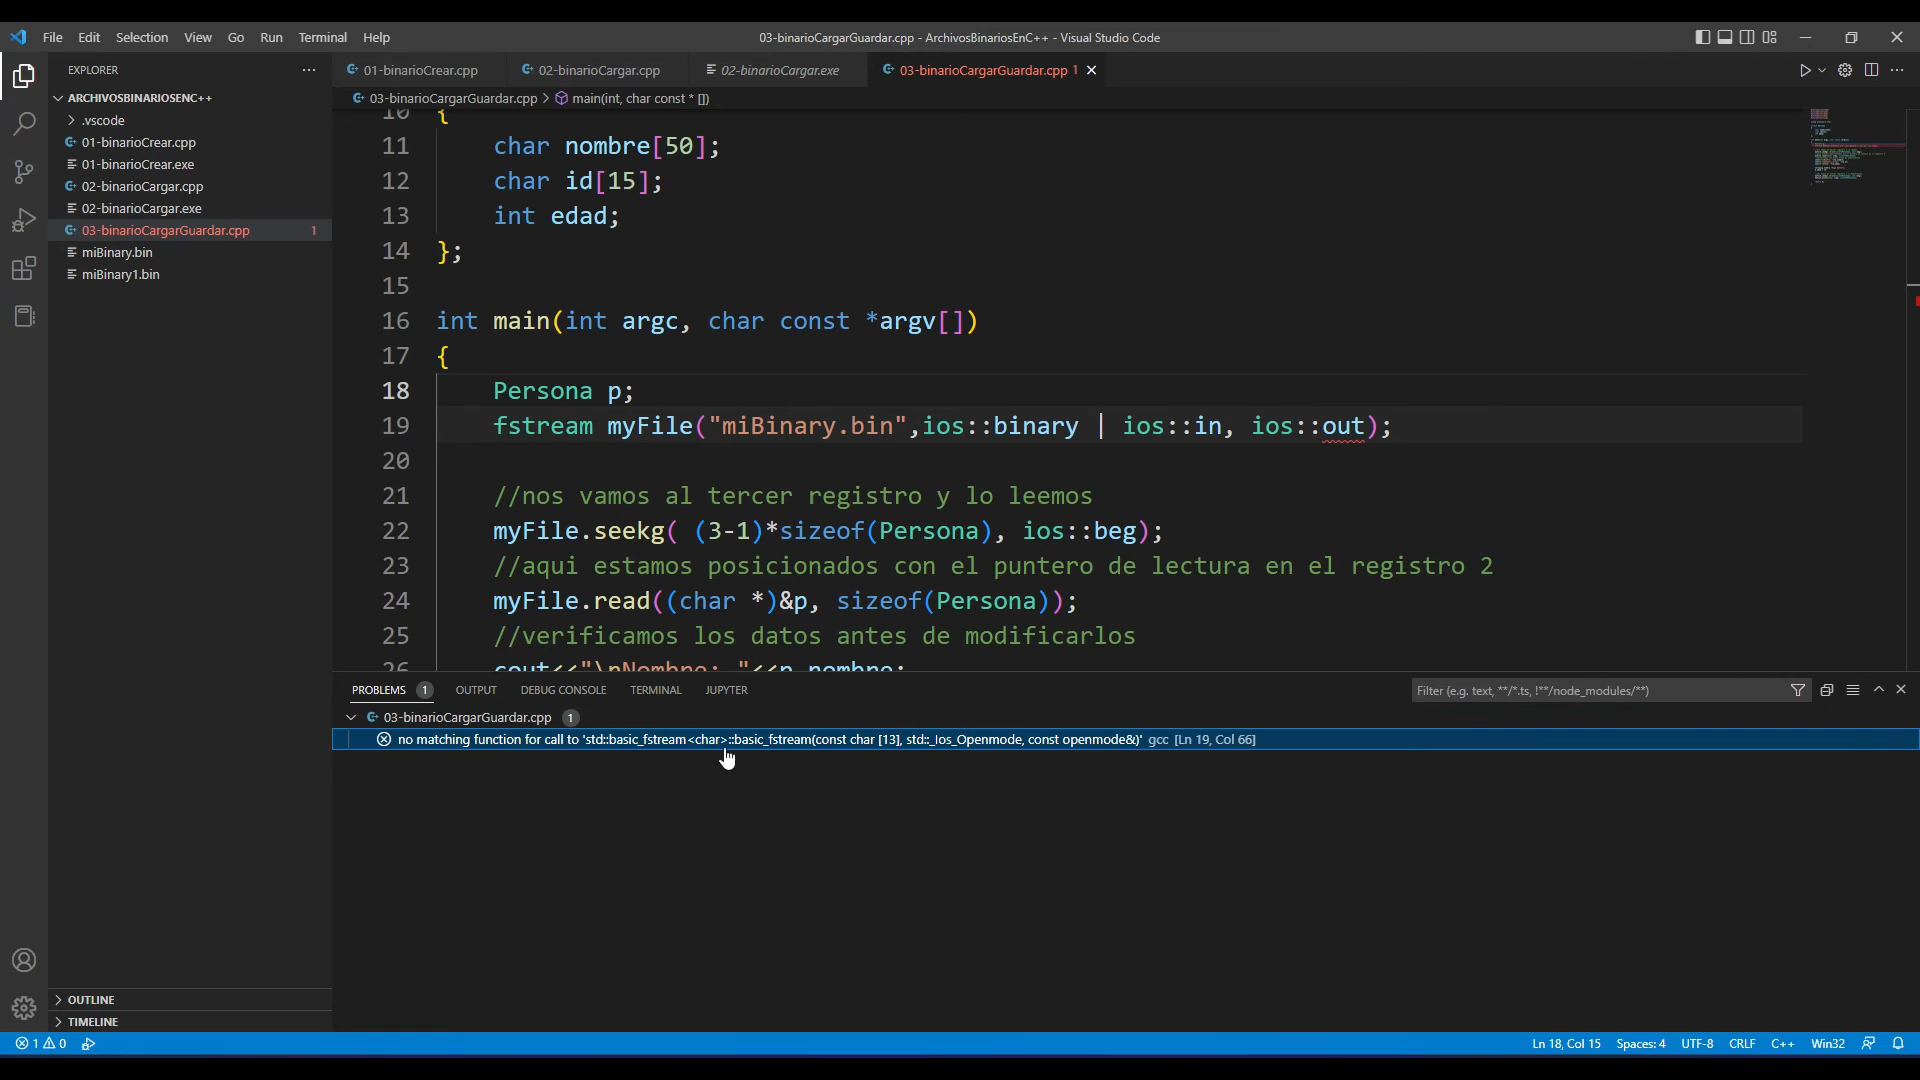 File Edit Selection View Go Run Terminal Help
03-binarioCargarGuardar.cpp - ArchivosBinariosEnC++ - Visual Studio Code
EXPLORER
01-binarioCrear.cpp
02-binarioCargar.cpp
02-binarioCargar.exe
03-binarioCargarGuardar.cpp 1
ARCHIVOSBINARIOSENC++
.vscode
01-binarioCrear.cpp
01-binarioCrear.exe
02-binarioCargar.cpp
02-binarioCargar.exe
03-binarioCargarGuardar.cpp 1
miBinary.bin
miBinary1.bin
OUTLINE
TIMELINE
03-binarioCargarGuardar.cpp > main(int, char const * [])
10 {
11 char nombre[50];
12 char id[15];
13 int edad;
14 };
15
16 int main(int argc, char const *argv[])
17 {
18 Persona p;
19 fstream myFile("miBinary.bin",ios::binary | ios::in, ios::out);
20
21 //nos vamos al tercer registro y lo leemos
22 myFile.seekg( (3-1)*sizeof(Persona), ios::beg);
23 //aqui estamos posicionados con el puntero de lectura en el registro 2
24 myFile.read((char *)&p, sizeof(Persona));
25 //verificamos los datos antes de modificarlos
26 cout<<"\nNombre: "<<p.nombre;
PROBLEMS 1 OUTPUT DEBUG CONSOLE TERMINAL JUPYTER
Filter (e.g. text, **/*.ts, !**/node_modules/**)
03-binarioCargarGuardar.cpp 1
no matching function for call to 'std::basic_fstream<char>::basic_fstream(const char [13], std::_Ios_Openmode, const openmode&)' gcc [Ln 19, Col 66]
1 0
Ln 18, Col 15 Spaces: 4 UTF-8 CRLF C++ Win32